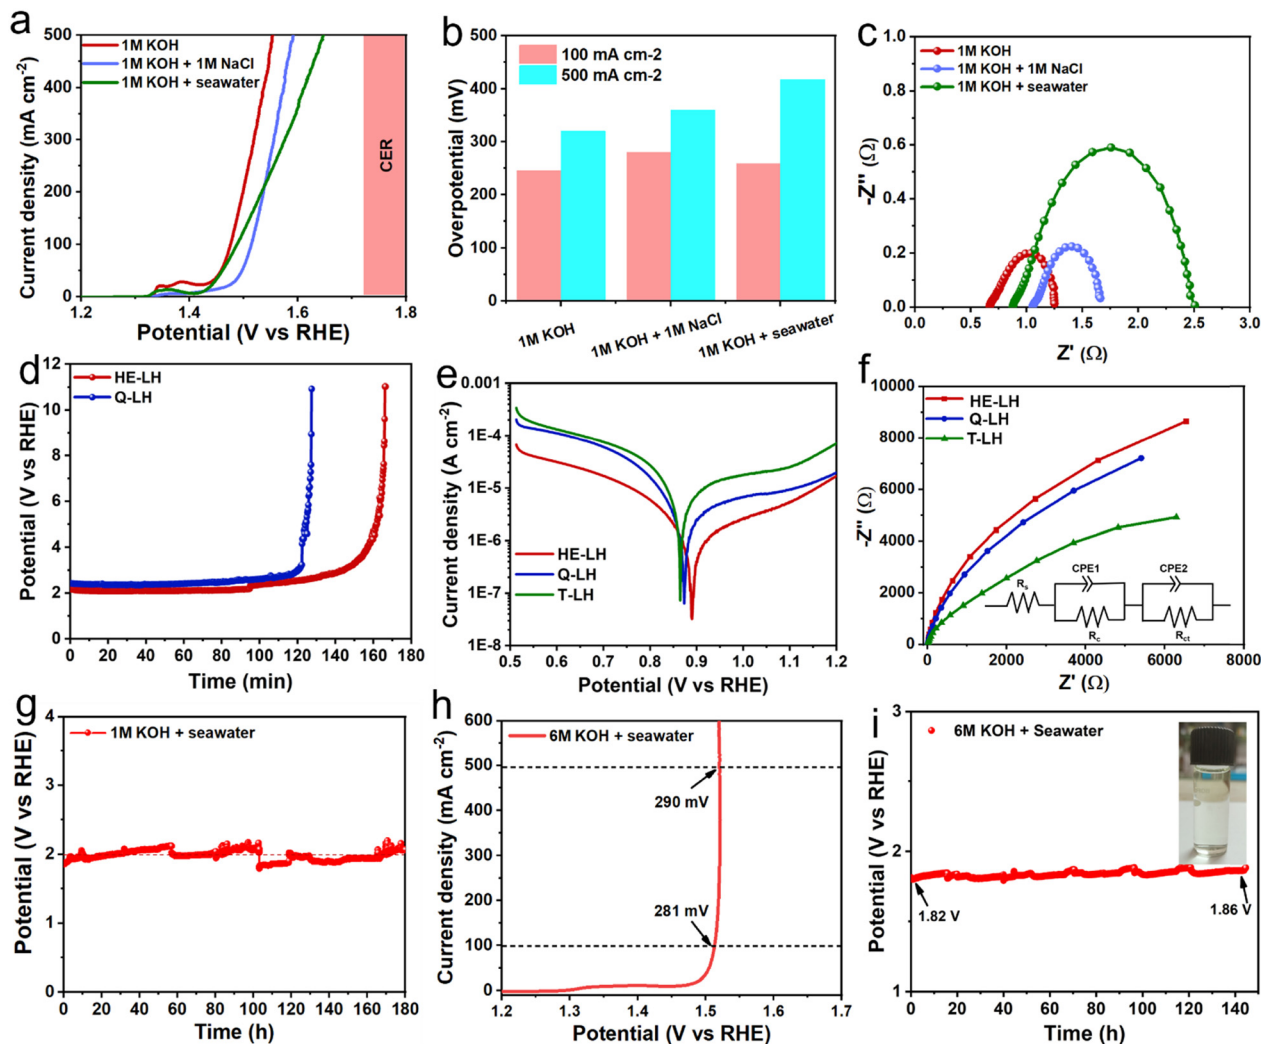 a
500
400
300
200
100
0
1.2
1.4
1.6
1.8
Current density (mA cm-2)
Potential (V vs RHE)
1M KOH
1M KOH + 1M NaCl
1M KOH + seawater
CER
b
500
400
300
200
100
0
Overpotential (mV)
100 mA cm-2
500 mA cm-2
1M KOH
1M KOH + 1M NaCl
1M KOH + seawater
c
1.0
0.8
0.6
0.4
0.2
0.0
0.0
0.5
1.0
1.5
2.0
2.5
3.0
-Z'' (Ω)
Z' (Ω)
1M KOH
1M KOH + 1M NaCl
1M KOH + seawater
d
12
10
8
6
4
2
0
0
20
40
60
80
100
120
140
160
180
Potential (V vs RHE)
Time (min)
HE-LH
Q-LH
e
0.001
1E-4
1E-5
1E-6
1E-7
1E-8
0.5
0.6
0.7
0.8
0.9
1.0
1.1
1.2
Current density (A cm-2)
Potential (V vs RHE)
HE-LH
Q-LH
T-LH
f
10000
8000
6000
4000
2000
0
0
2000
4000
6000
8000
-Z'' (Ω)
Z' (Ω)
HE-LH
Q-LH
T-LH
Rs
CPE1
Rc
CPE2
Rct
g
4
3
2
1
0
0
20
40
60
80
100
120
140
160
180
Potential (V vs RHE)
Time (h)
1M KOH + seawater
h
600
500
400
300
200
100
0
1.2
1.3
1.4
1.5
1.6
1.7
Current density (mA cm-2)
Potential (V vs RHE)
6M KOH + seawater
290 mV
281 mV
i
3
2
1
0
20
40
60
80
100
120
140
Potential (V vs RHE)
Time (h)
6M KOH + Seawater
1.82 V
1.86 V